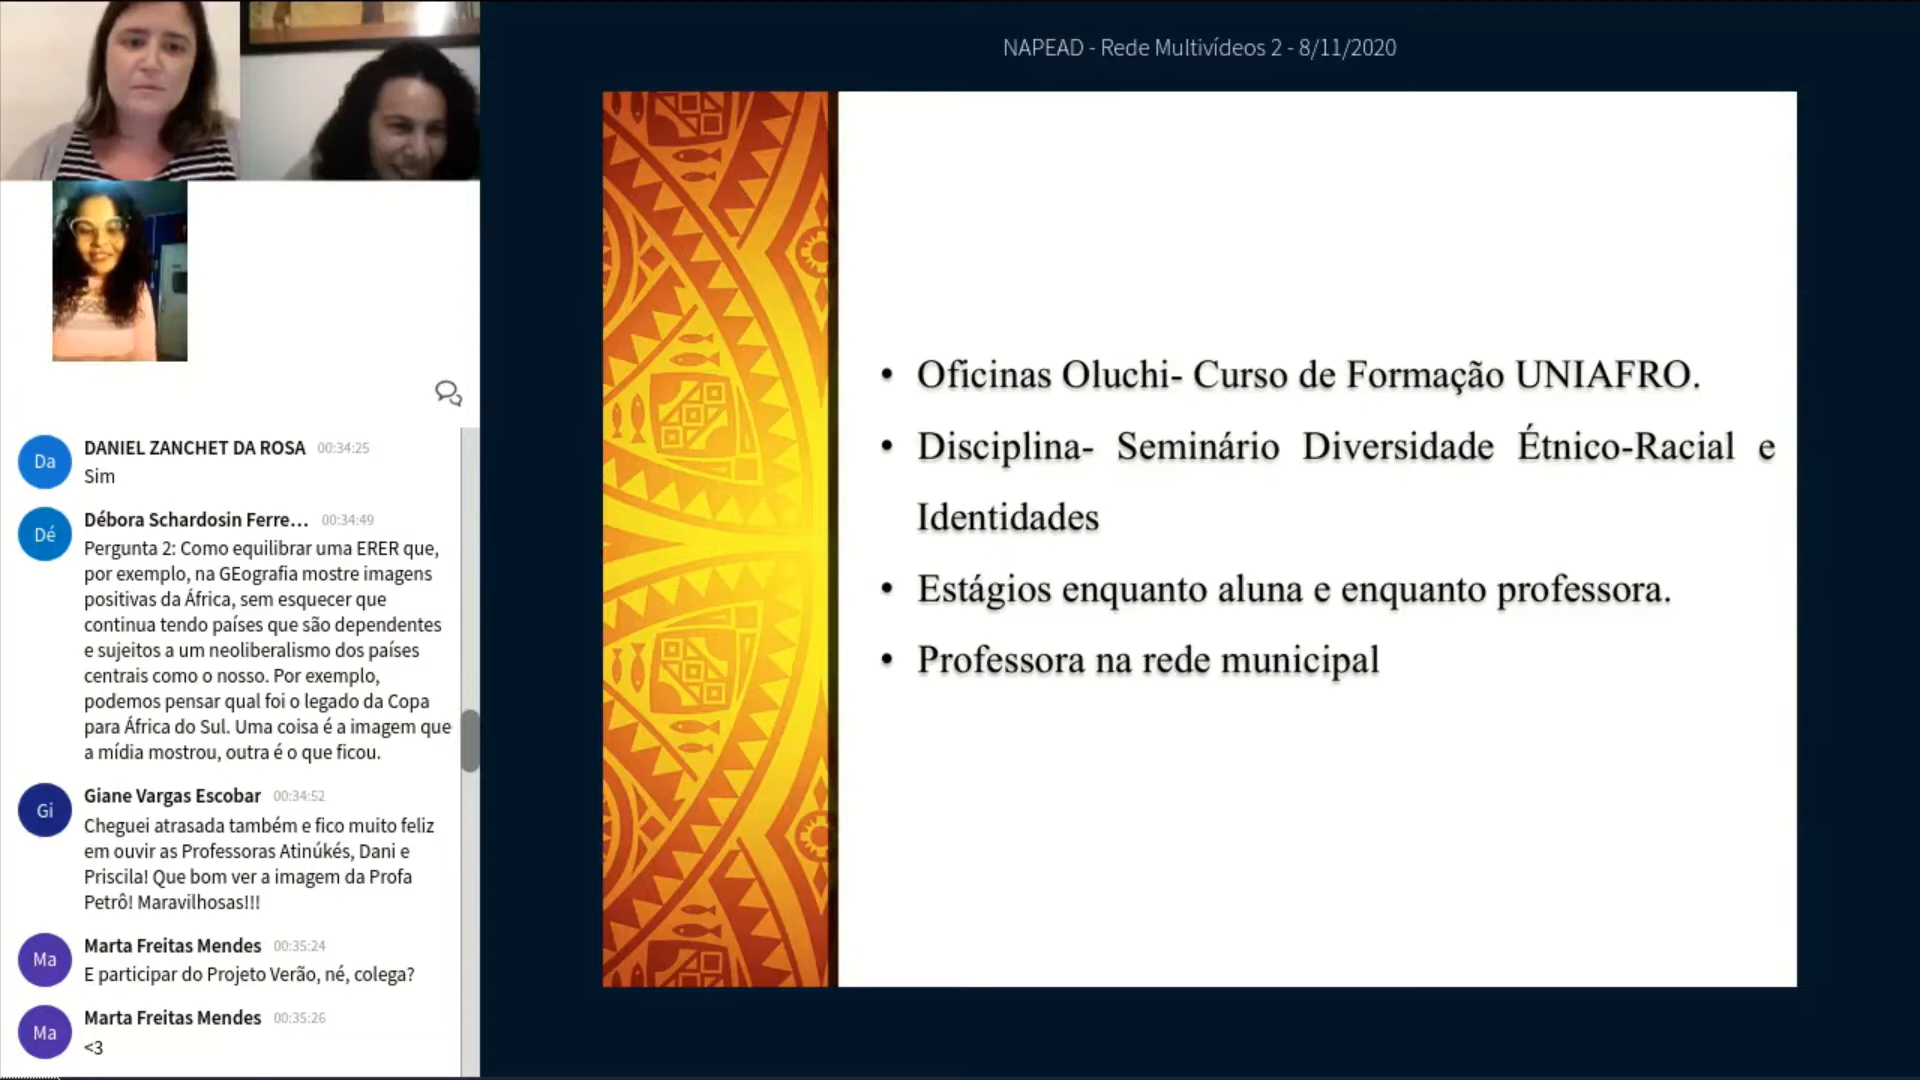 NAPEAD - Rede Multivídeos 2 - 8/11/2020
Da
DANIEL ZANCHET DA ROSA 00:34:25
Sim
Dé
Débora Schardosin Ferre... 00:34:49
Pergunta 2: Como equilibrar uma ERER que,
por exemplo, na GEografia mostre imagens
positivas da África, sem esquecer que
continua tendo países que são dependentes
e sujeitos a um neoliberalismo dos países
centrais como o nosso. Por exemplo,
podemos pensar qual foi o legado da Copa
para África do Sul. Uma coisa é a imagem que
a mídia mostrou, outra é o que ficou.
Gi
Giane Vargas Escobar 00:34:52
Cheguei atrasada também e fico muito feliz
em ouvir as Professoras Atinúkés, Dani e
Priscila! Que bom ver a imagem da Profa
Petrô! Maravilhosas!!!
Ma
Marta Freitas Mendes 00:35:24
E participar do Projeto Verão, né, colega?
Ma
Marta Freitas Mendes 00:35:26
<3
• Oficinas Oluchi- Curso de Formação UNIAFRO.
• Disciplina- Seminário Diversidade Étnico-Racial e
Identidades
• Estágios enquanto aluna e enquanto professora.
• Professora na rede municipal